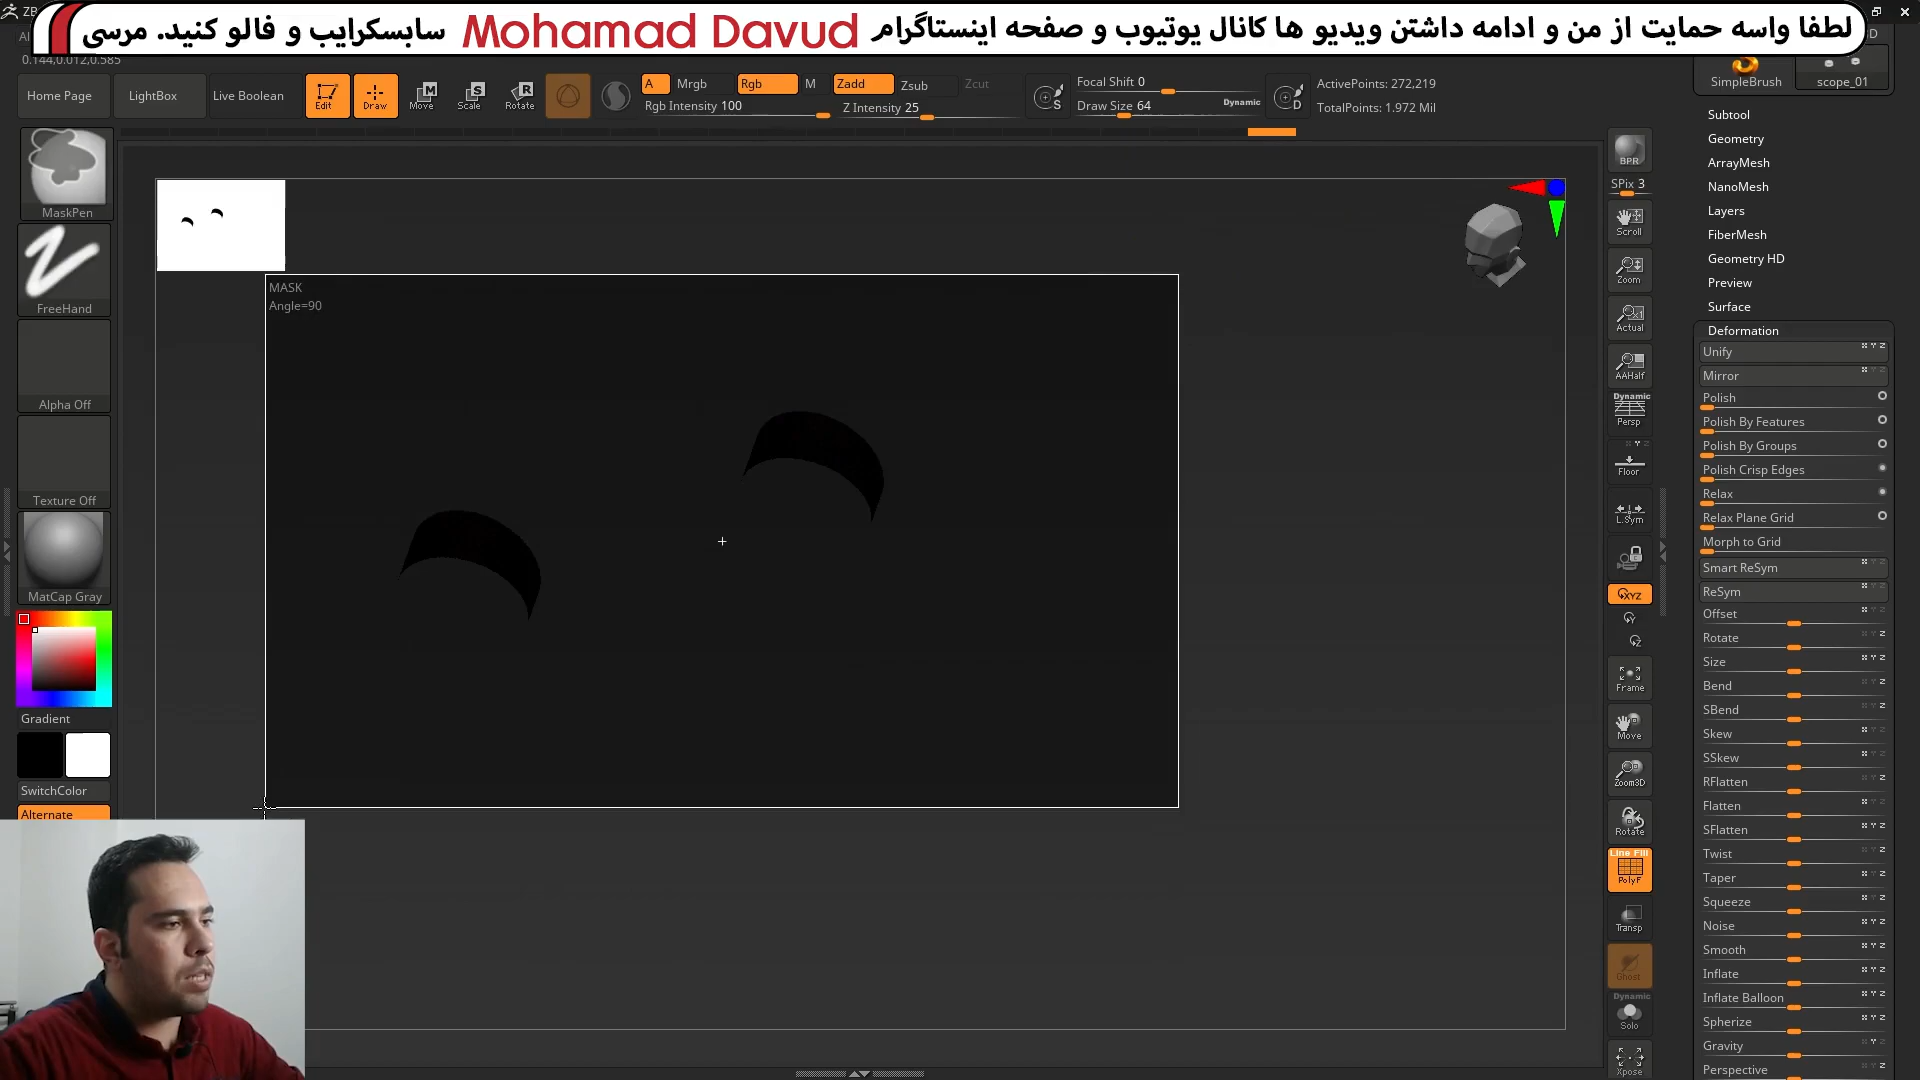 لطفا واسه حمایت از من و ادامه داشتن ویدیو ها کانال یوتیوب و صفحه اینستاگرام Mohamad Davud سابسکرایب و فالو کنید. مرسی
0.144,0.012,0.585
Home Page
LightBox
Live Boolean
Edit
Draw
Move
Scale
Rotate
A
Mrgb
Rgb
M
Rgb Intensity 100
Zadd
Zsub
Zcut
Z Intensity 25
Focal Shift 0
Draw Size 64
Dynamic
ActivePoints: 272,219
TotalPoints: 1.972 Mil
SimpleBrush
scope_01
MaskPen
FreeHand
Alpha Off
Texture Off
MatCap Gray
Gradient
SwitchColor
Alternate
MASK
Angle=90
BPR
SPix 3
Scroll
Zoom
Actual
AAHalf
Dynamic
Persp
Floor
L.Sym
XYZ
Frame
Move
Zoom3D
Rotate
Line Fill
PolyF
Transp
Ghost
Dynamic
Solo
Xpose
Subtool
Geometry
ArrayMesh
NanoMesh
Layers
FiberMesh
Geometry HD
Preview
Surface
Deformation
Unify
Mirror
Polish
Polish By Features
Polish By Groups
Polish Crisp Edges
Relax
Relax Plane Grid
Morph to Grid
Smart ReSym
ReSym
Offset
Rotate
Size
Bend
SBend
Skew
SSkew
RFlatten
Flatten
SFlatten
Twist
Taper
Squeeze
Noise
Smooth
Inflate
Inflate Balloon
Spherize
Gravity
Perspective